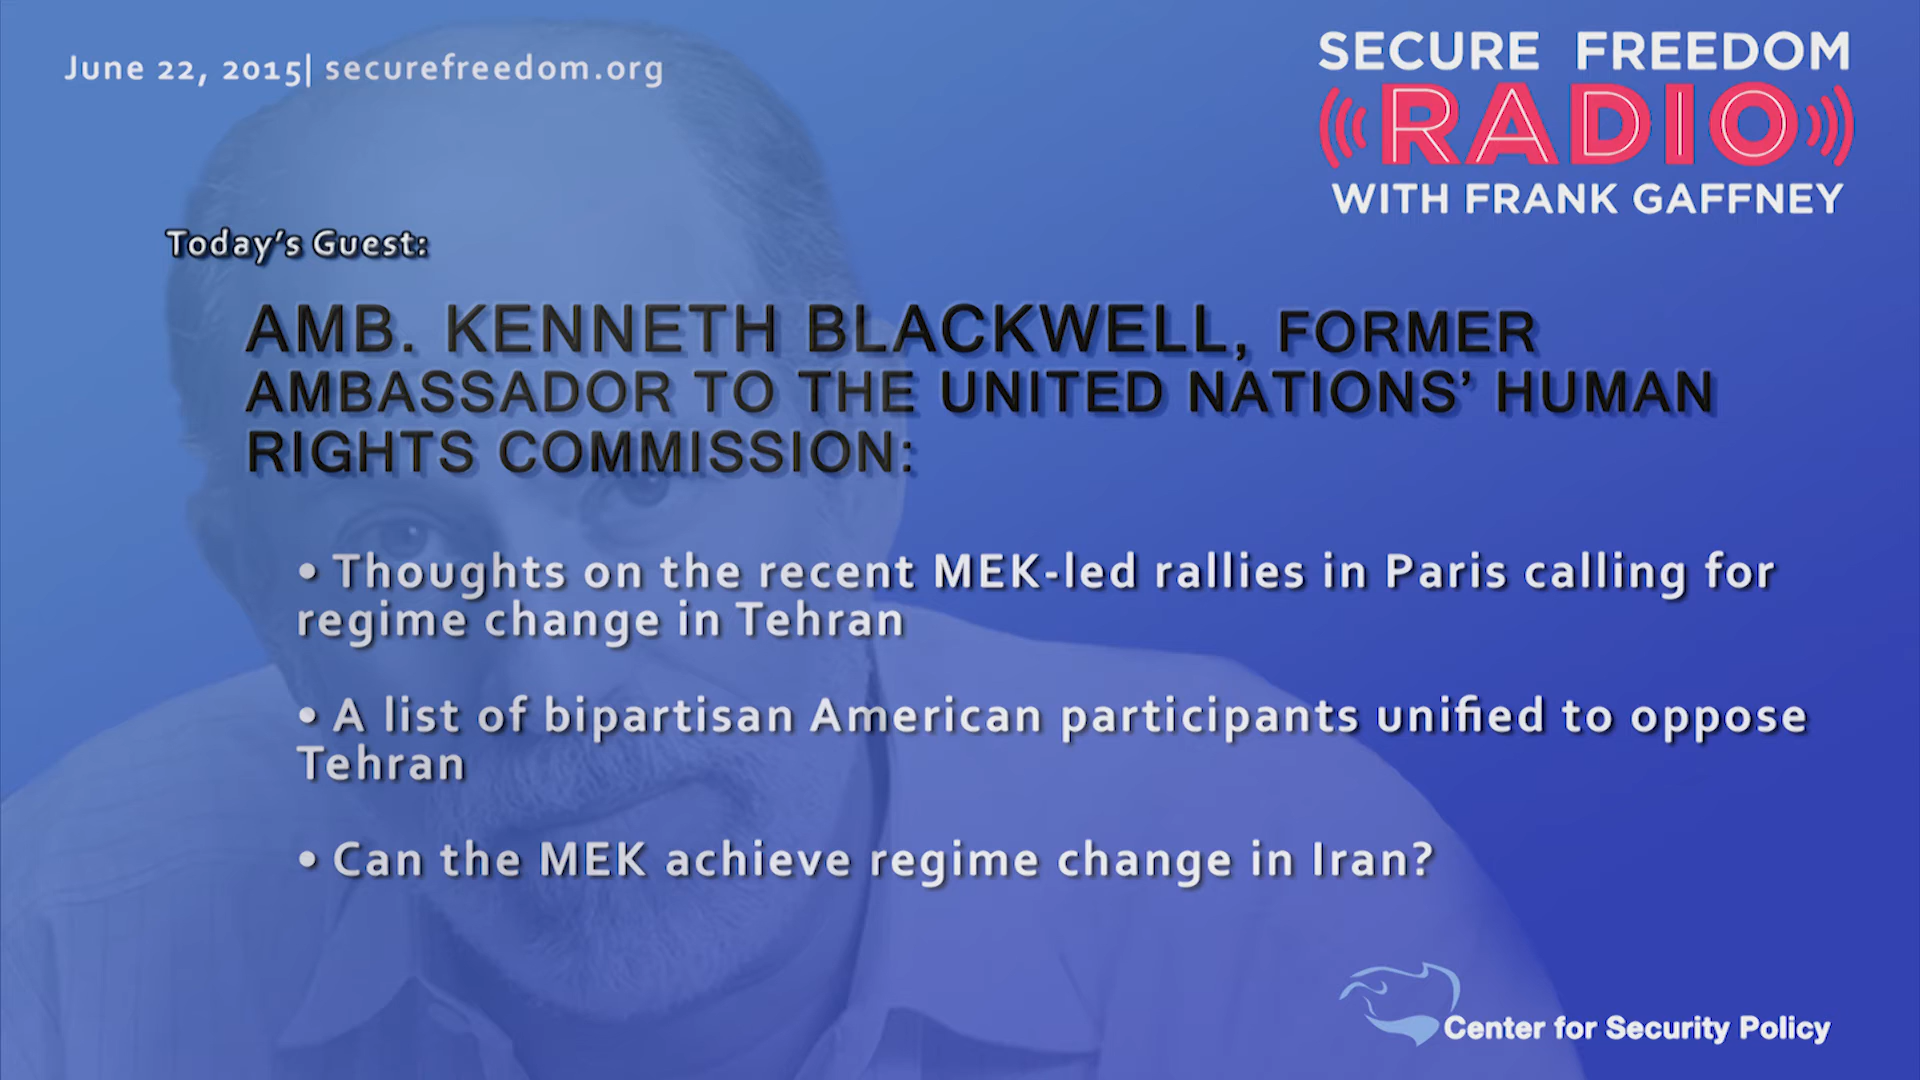 June 22, 2015| securefreedom.org
SECURE FREEDOM
RADIO
WITH FRANK GAFFNEY
Today's Guest:
AMB. KENNETH BLACKWELL, FORMER
AMBASSADOR TO THE UNITED NATIONS' HUMAN
RIGHTS COMMISSION:
• Thoughts on the recent MEK-led rallies in Paris calling for
regime change in Tehran
• A list of bipartisan American participants unified to oppose
Tehran
• Can the MEK achieve regime change in Iran?
Center for Security Policy